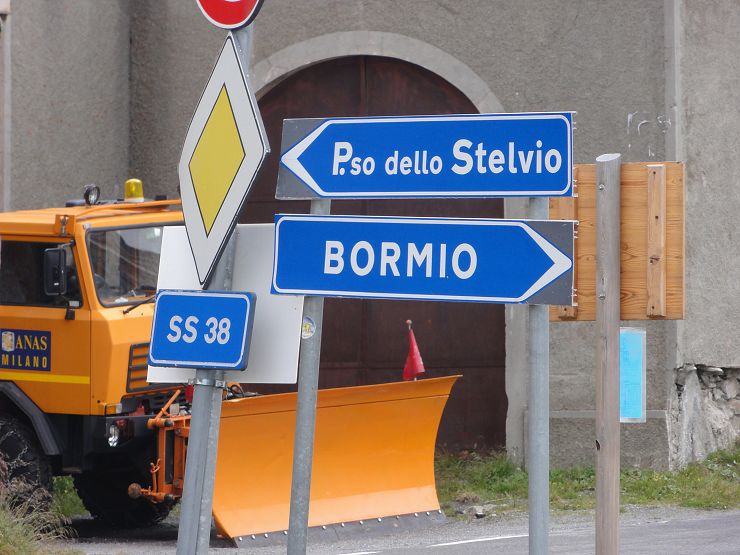 P.so dello Stelvio
BORMIO
SS 38
ANAS
MILANO